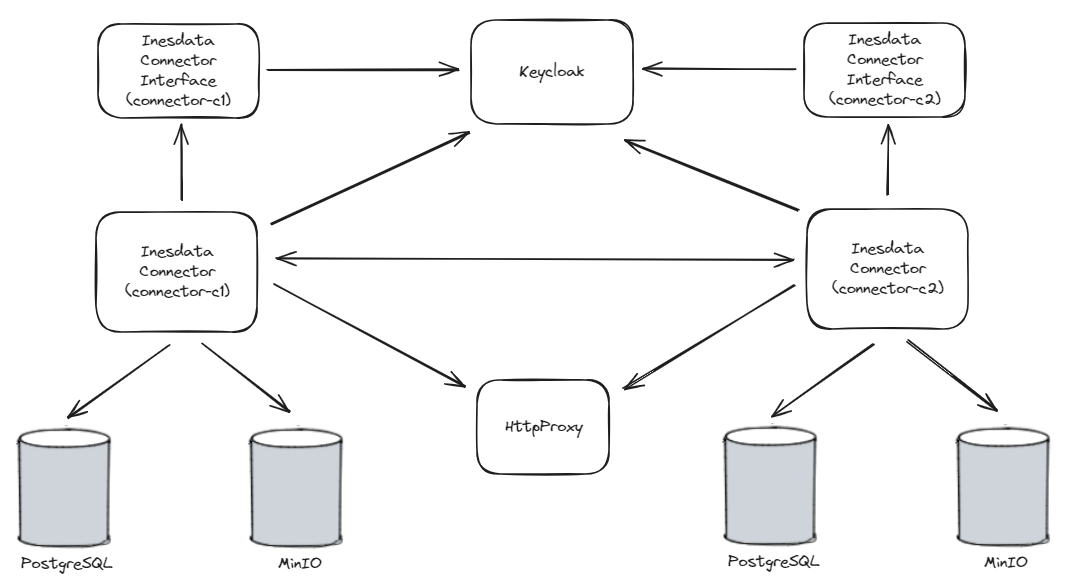 Inesdata
Connector
Interface
(connector-c1)
Keycloak
Inesdata
Connector
Interface
(connector-c2)
Inesdata
Connector
(connector-c1)
Inesdata
Connector
(connector-c2)
HttpProxy
PostgreSQL
MinIO
PostgreSQL
MinIO